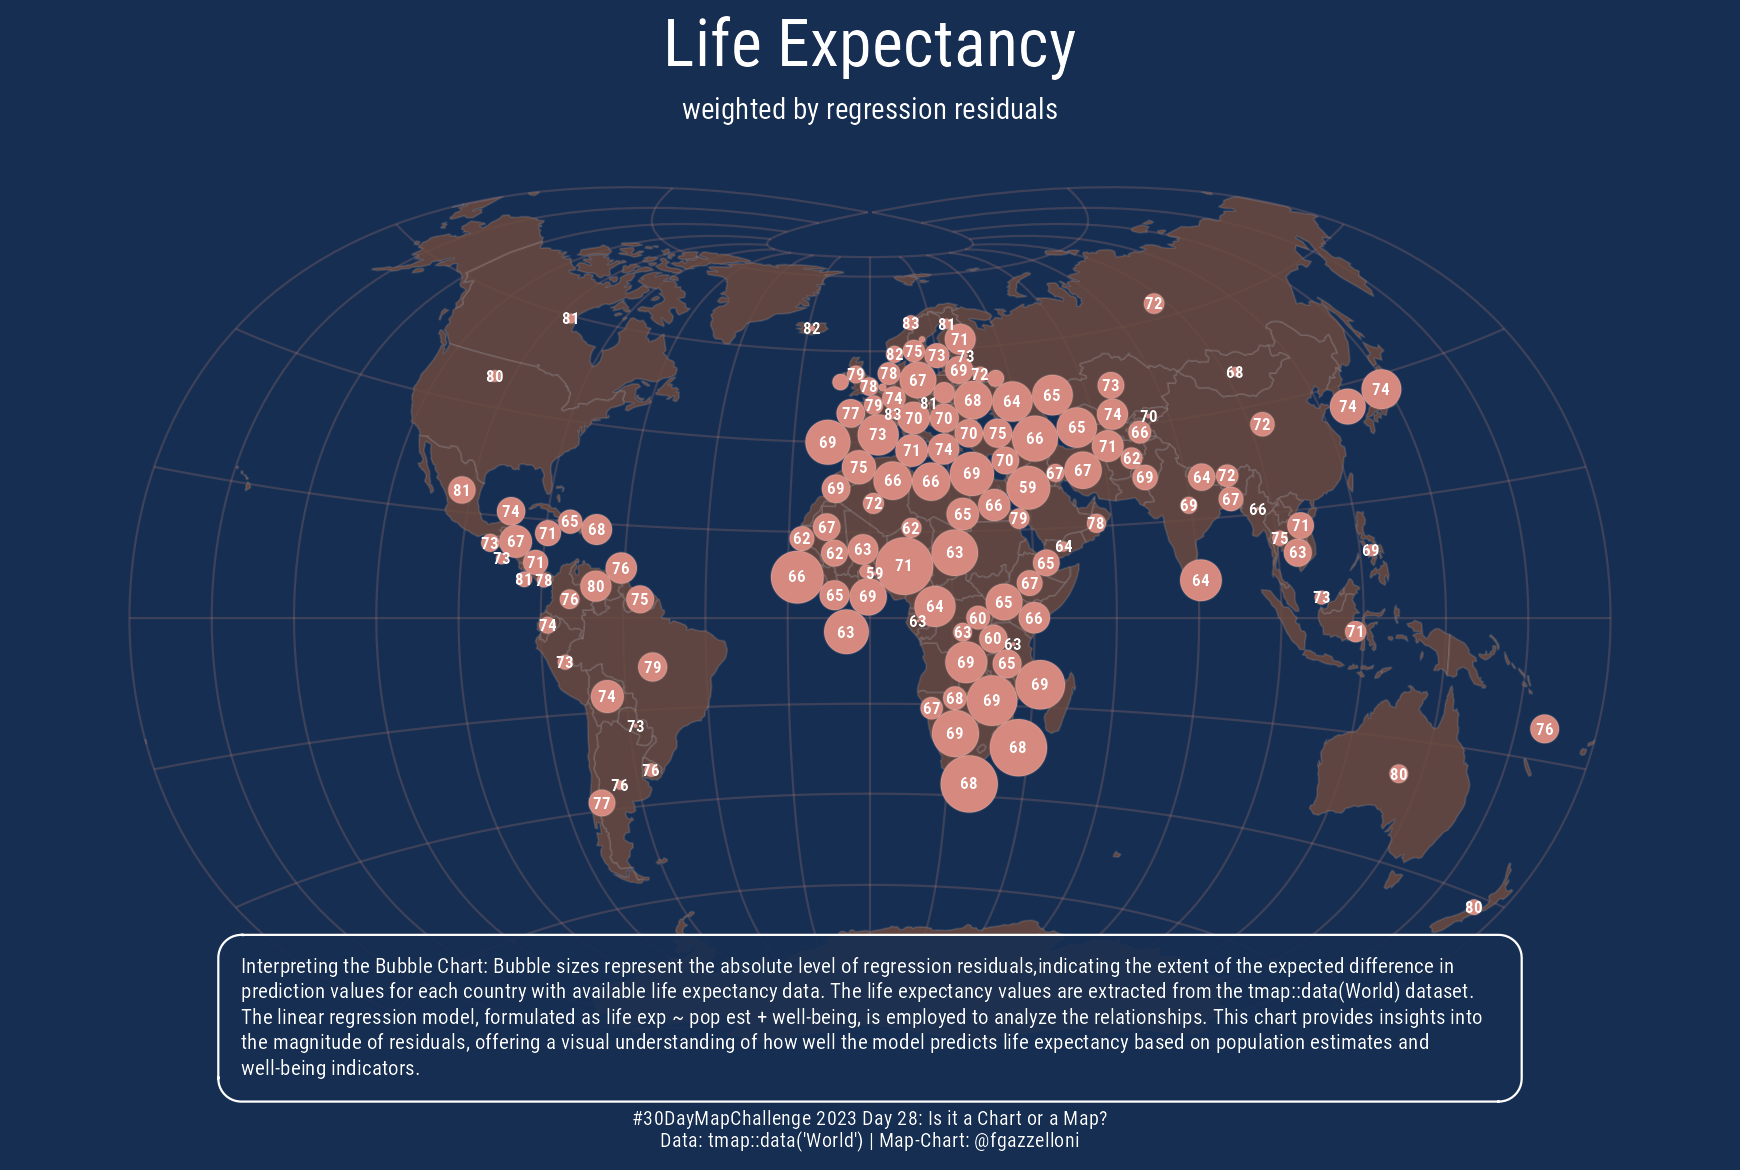 Life Expectancy
weighted by regression residuals
83 81
81 82 71
72
82 75 73 73
79 78 67 69 72
80 78 68
73 74
79 74 81 68 64 65
77 83 70 70 74 70 74
69 73 70 75 66 65 66 72
71 74 71
75 70 62
81 69 66 66 69 59 67 67 69 64 72
72 66 69 67
74 65 79 66
65 68 67 62 78 71
73 67 71 62 62 63 63 64 75 69
73 71 71 65 63
76 66 59 67 64
81 78 80
76 75 65 69 64 65 73
74 63 63 60 66 71
63 60 63
73 79 69 65
74 68 69 69
67
73 69 68 76
76 80
76
77 68
80
Interpreting the Bubble Chart: Bubble sizes represent the absolute level of regression residuals,indicating the extent of the expected difference in
prediction values for each country with available life expectancy data. The life expectancy values are extracted from the tmap::data(World) dataset.
The linear regression model, formulated as life exp ~ pop est + well-being, is employed to analyze the relationships. This chart provides insights into
the magnitude of residuals, offering a visual understanding of how well the model predicts life expectancy based on population estimates and
well-being indicators.
#30DayMapChallenge 2023 Day 28: Is it a Chart or a Map?
Data: tmap::data('World') | Map-Chart: @fgazzelloni